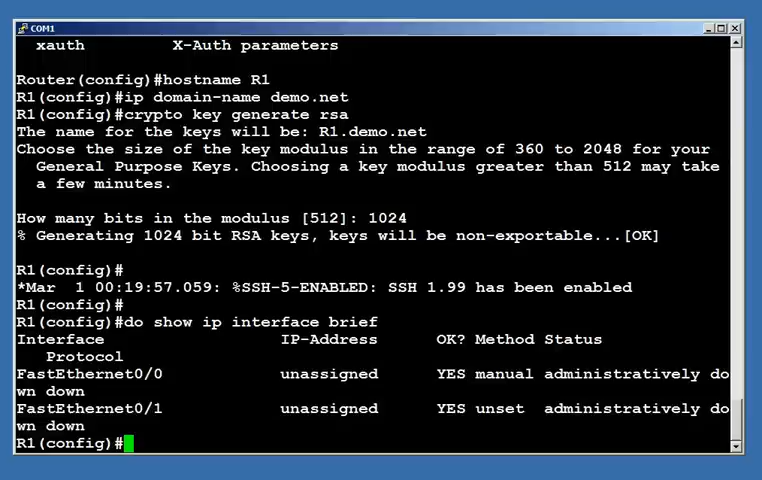 COM1
xauth X-Auth parameters
Router(config)#hostname R1
R1(config)#ip domain-name demo.net
R1(config)#crypto key generate rsa
The name for the keys will be: R1.demo.net
Choose the size of the key modulus in the range of 360 to 2048 for your
General Purpose Keys. Choosing a key modulus greater than 512 may take
a few minutes.
How many bits in the modulus [512]: 1024
% Generating 1024 bit RSA keys, keys will be non-exportable...[OK]
R1(config)#
*Mar 1 00:19:57.059: %SSH-5-ENABLED: SSH 1.99 has been enabled
R1(config)#
R1(config)#do show ip interface brief
Interface IP-Address OK? Method Status
Protocol
FastEthernet0/0 unassigned YES manual administratively do
wn down
FastEthernet0/1 unassigned YES unset administratively do
wn down
R1(config)#